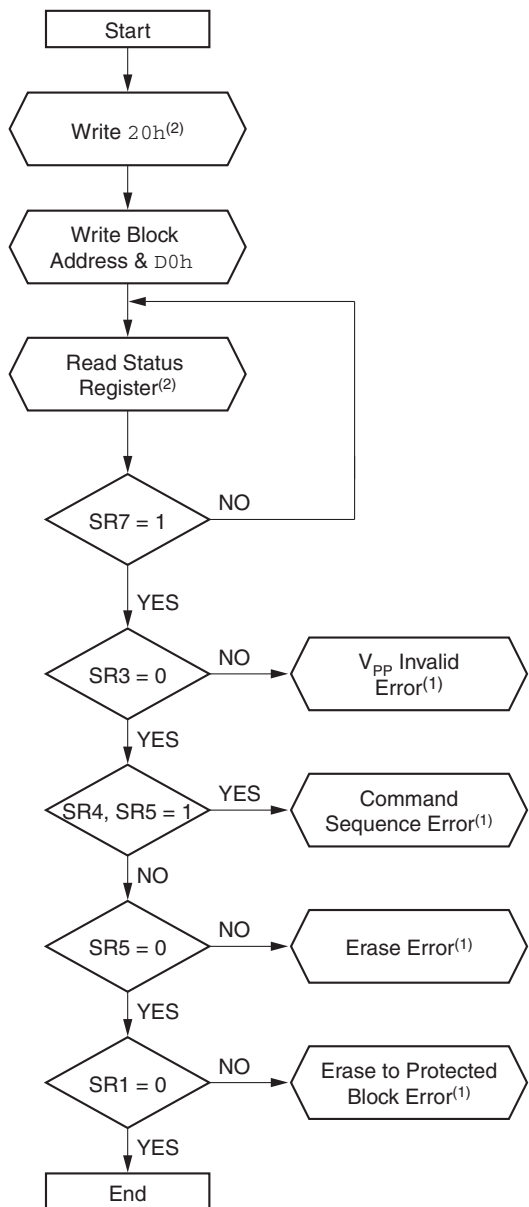 Start
Write 20h(2)
Write Block
Address & D0h
Read Status
Register(2)
SR7 = 1
NO
YES
SR3 = 0
NO
VPP Invalid
Error(1)
YES
SR4, SR5 = 1
YES
Command
Sequence Error(1)
NO
SR5 = 0
NO
Erase Error(1)
YES
SR1 = 0
NO
Erase to Protected
Block Error(1)
YES
End